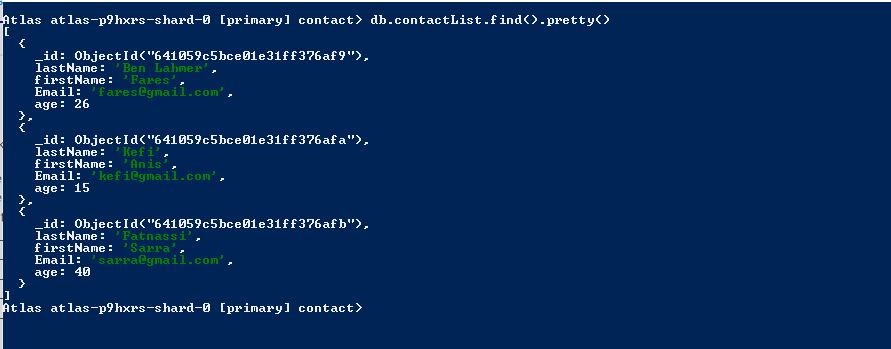 Atlas atlas-p9hxrs-shard-0 [primary] contact> db.contactList.find().pretty()
[
  {
    _id: ObjectId("641059c5bce01e31ff376af9"),
    lastName: 'Ben Lahmer',
    firstName: 'Fares',
    Email: 'fares@gmail.com',
    age: 26
  },
  {
    _id: ObjectId("641059c5bce01e31ff376afa"),
    lastName: 'Kefi',
    firstName: 'Anis',
    Email: 'kefi@gmail.com',
    age: 15
  },
  {
    _id: ObjectId("641059c5bce01e31ff376afb"),
    lastName: 'Fatnassi',
    firstName: 'Sarra',
    Email: 'sarra@gmail.com',
    age: 40
  }
]
Atlas atlas-p9hxrs-shard-0 [primary] contact>